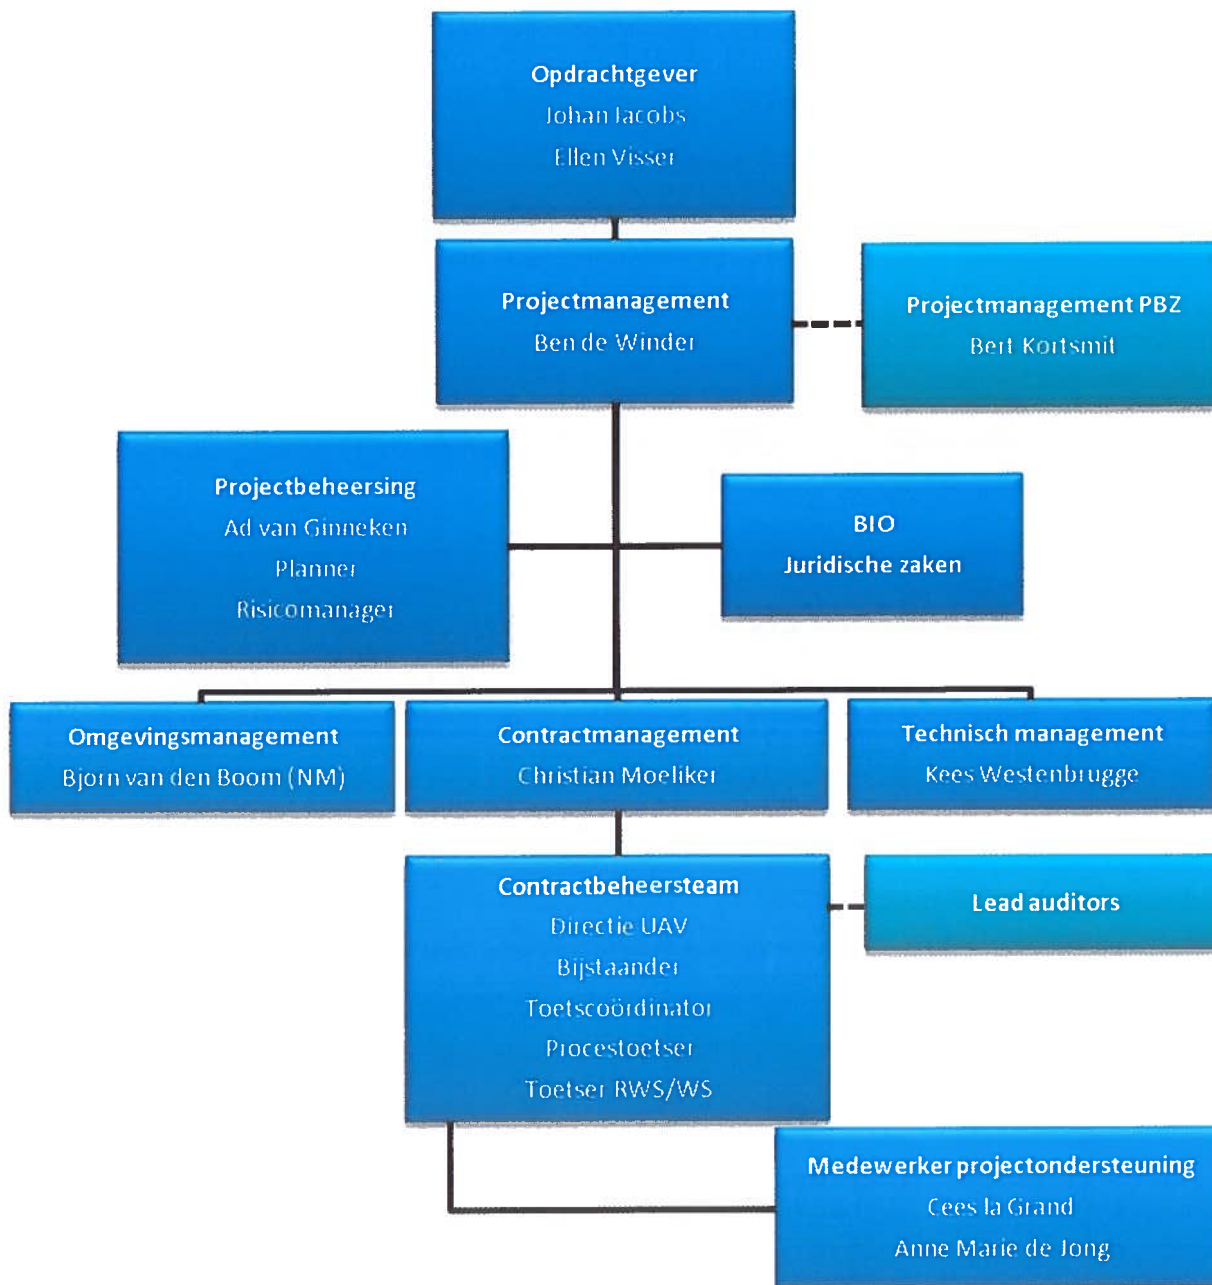 Opdrachtgever
Johan Jacobs
Ellen Visser
Projectmanagement
Ben de Winder
Projectmanagement PBZ
Bert Kortsmit
Projectbeheersing
Ad van Ginneken
Planner
Risicomanager
BIO
Juridische zaken
Omgevingsmanagement
Bjorn van den Boom (NM)
Contractmanagement
Christian Moeliker
Technisch management
Kees Westenbrugge
Contractbeheersteam
Directie UAV
Bijstaander
Toetscoördinator
Procestoetser
Toetser RWS/WS
Lead auditors
Medewerker projectondersteuning
Cees la Grand
Anne Marie de Jong